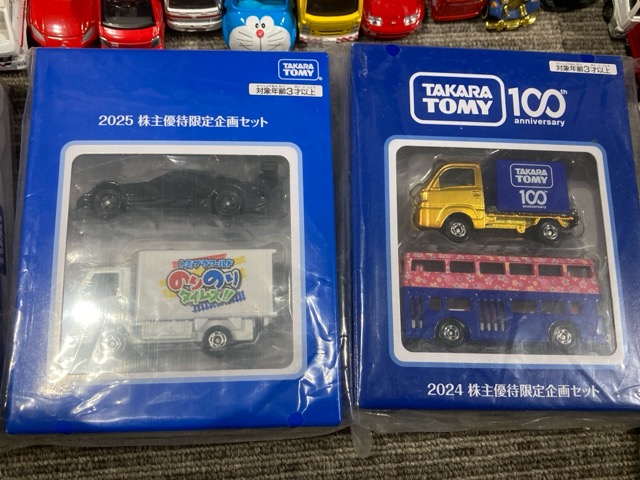 TAKARA
TOMY
対象年齢3才以上
2025 株主優待限定企画セット
トミカ・プラワールド
のりのり
タイムズ!!
TAKARA
TOMY
100th
anniversary
対象年齢3才以上
TAKARA
TOMY
100
2024 株主優待限定企画セット